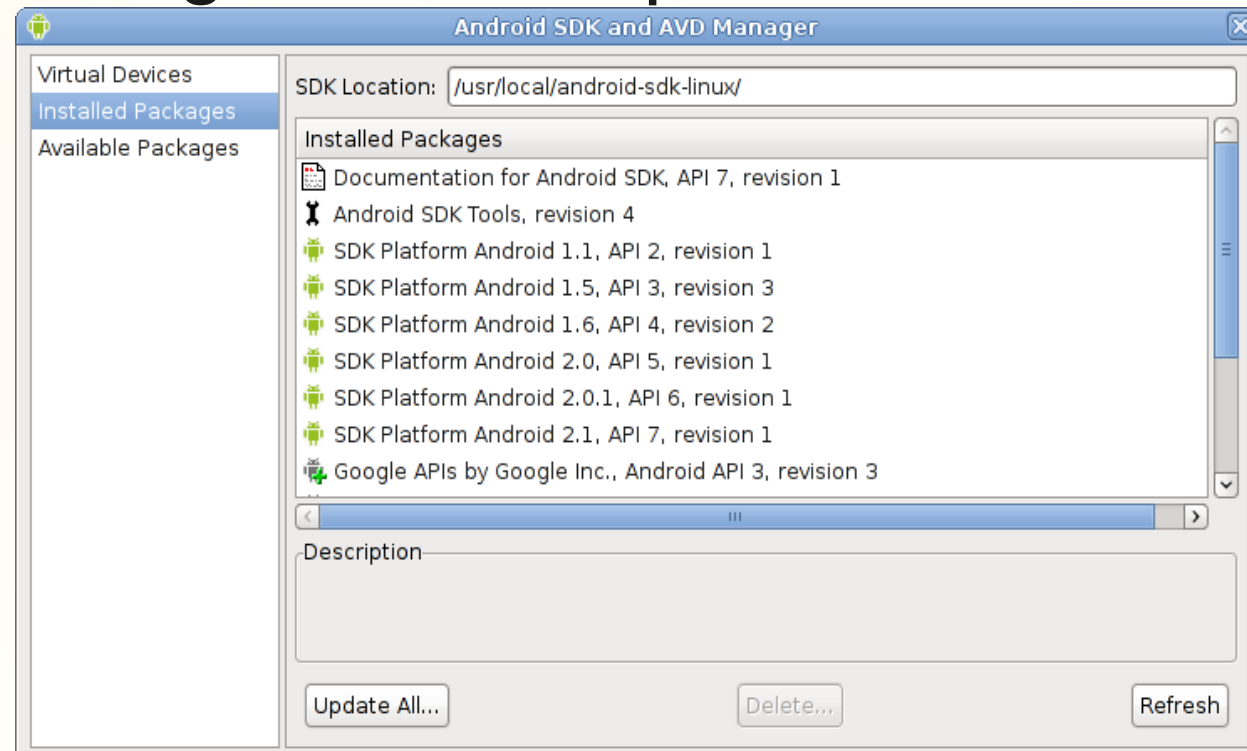 Android SDK and AVD Manager
Virtual Devices
Installed Packages
Available Packages
SDK Location: /usr/local/android-sdk-linux/
Installed Packages
Documentation for Android SDK, API 7, revision 1
Android SDK Tools, revision 4
SDK Platform Android 1.1, API 2, revision 1
SDK Platform Android 1.5, API 3, revision 3
SDK Platform Android 1.6, API 4, revision 2
SDK Platform Android 2.0, API 5, revision 1
SDK Platform Android 2.0.1, API 6, revision 1
SDK Platform Android 2.1, API 7, revision 1
Google APIs by Google Inc., Android API 3, revision 3
Description
Update All... Delete... Refresh